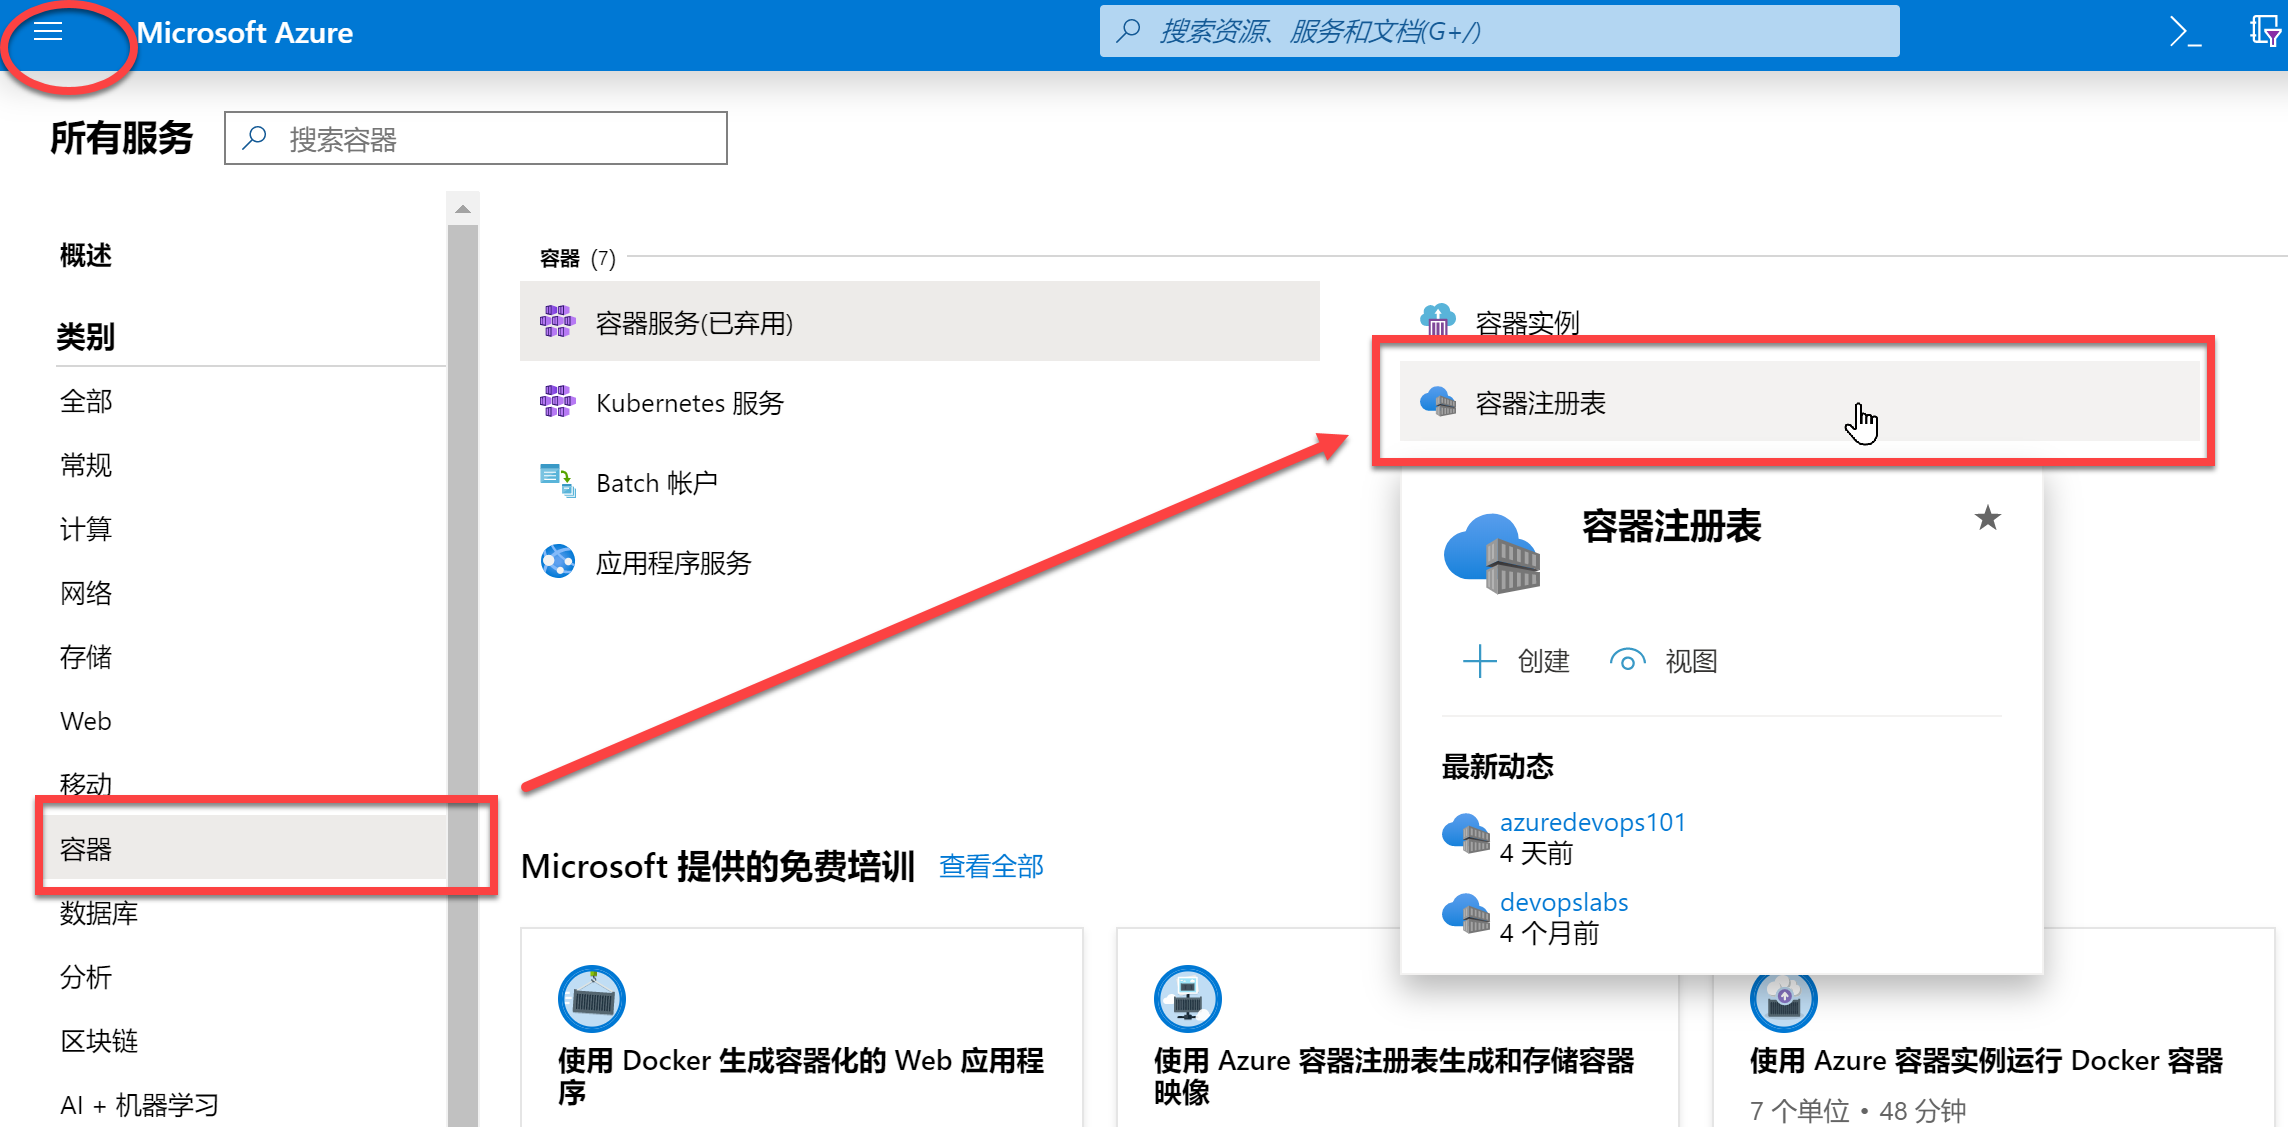 Microsoft Azure
搜索资源、服务和文档(G+/)
所有服务
搜索容器
概述
类别
全部
常规
计算
网络
存储
Web
移动
容器
数据库
分析
区块链
AI + 机器学习
容器 (7)
容器服务(已弃用)
容器实例
Kubernetes 服务
容器注册表
Batch 帐户
应用程序服务
容器注册表
创建
视图
最新动态
azuredevops101
4 天前
devopslabs
4 个月前
Microsoft 提供的免费培训 查看全部
使用 Docker 生成容器化的 Web 应用程
序
使用 Azure 容器注册表生成和存储容器
映像
使用 Azure 容器实例运行 Docker 容器
7 个单位 • 48 分钟